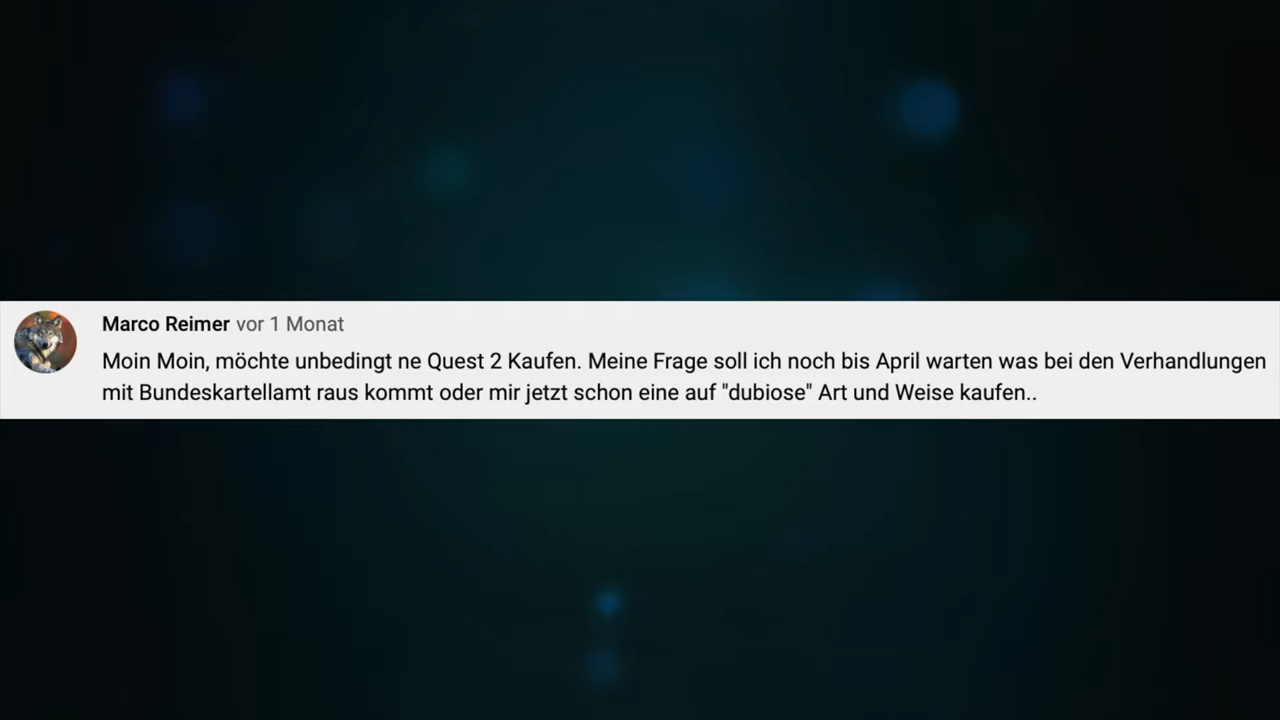 Marco Reimer vor 1 Monat
Moin Moin, möchte unbedingt ne Quest 2 Kaufen. Meine Frage soll ich noch bis April warten was bei den Verhandlungen
mit Bundeskartellamt raus kommt oder mir jetzt schon eine auf "dubiose" Art und Weise kaufen..